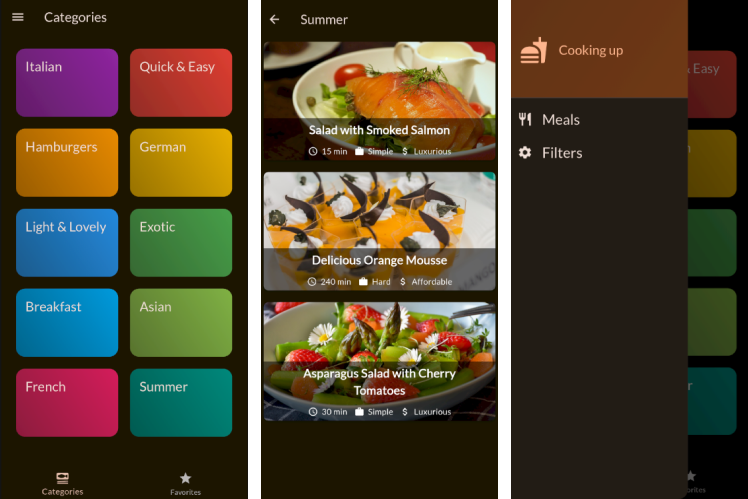 Categories
Italian
Quick & Easy
Hamburgers
German
Light & Lovely
Exotic
Breakfast
Asian
French
Summer
Categories
Favorites
Summer
Salad with Smoked Salmon
15 min Simple $ Luxurious
Delicious Orange Mousse
240 min Hard $ Affordable
Asparagus Salad with Cherry
Tomatoes
30 min Simple $ Luxurious
Cooking up
Meals
Filters
Easy